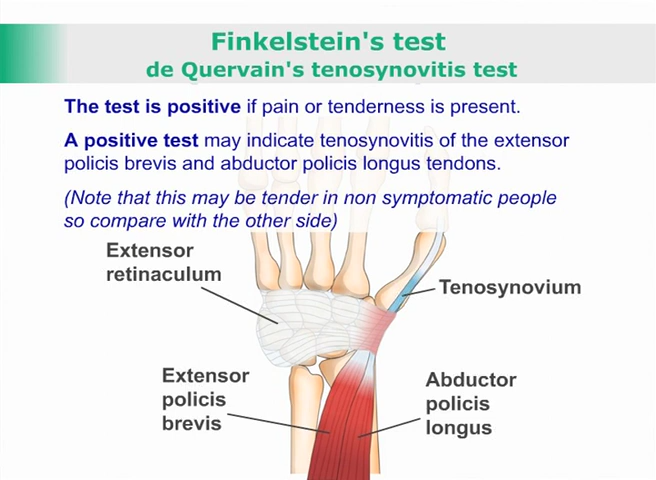 Finkelstein's test
de Quervain's tenosynovitis test
The test is positive if pain or tenderness is present.
A positive test may indicate tenosynovitis of the extensor
policis brevis and abductor policis longus tendons.
(Note that this may be tender in non symptomatic people
so compare with the other side)
Extensor
retinaculum
Tenosynovium
Extensor
policis
brevis
Abductor
policis
longus